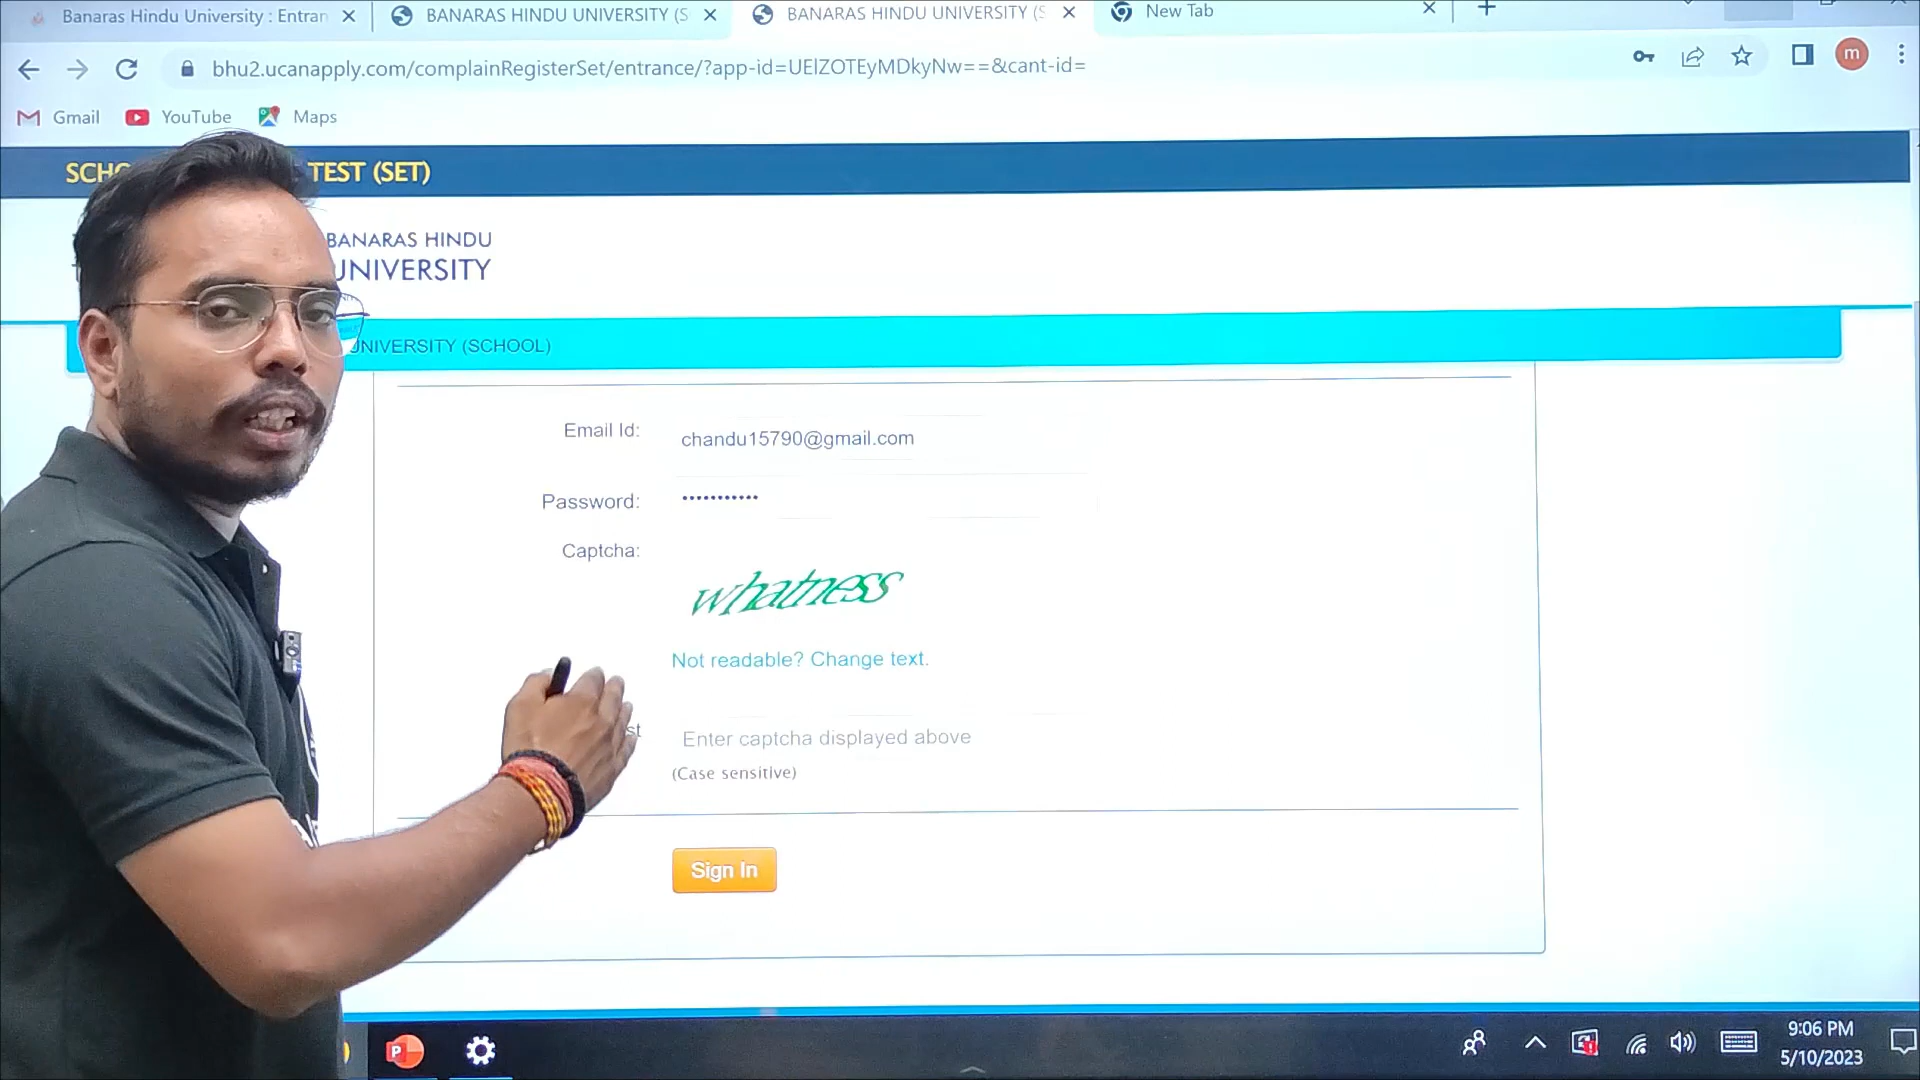 Banaras Hindu University : Entran
BANARAS HINDU UNIVERSITY (S
BANARAS HINDU UNIVERSITY (S
New Tab
bhu2.ucanapply.com/complainRegisterSet/entrance/?app-id=UElZOTEyMDkyNw==&cant-id=
m
Gmail
YouTube
Maps
SCHO TEST (SET)
BANARAS HINDU
UNIVERSITY
UNIVERSITY (SCHOOL)
Email Id:
chandu15790@gmail.com
Password:
•••••••••••
Captcha:
whatness
Not readable? Change text.
Enter captcha displayed above
(Case sensitive)
Sign In
P
9:06 PM
5/10/2023